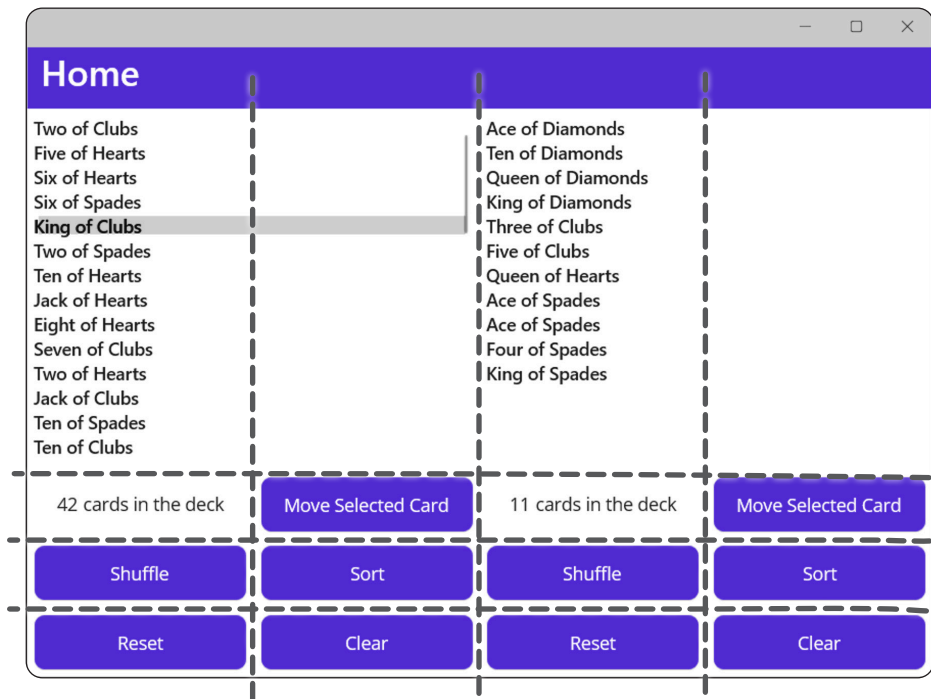 Home
Two of Clubs
Five of Hearts
Six of Hearts
Six of Spades
King of Clubs
Two of Spades
Ten of Hearts
Jack of Hearts
Eight of Hearts
Seven of Clubs
Two of Hearts
Jack of Clubs
Ten of Spades
Ten of Clubs
Ace of Diamonds
Ten of Diamonds
Queen of Diamonds
King of Diamonds
Three of Clubs
Five of Clubs
Queen of Hearts
Ace of Spades
Ace of Spades
Four of Spades
King of Spades
42 cards in the deck
Move Selected Card
11 cards in the deck
Move Selected Card
Shuffle
Sort
Shuffle
Sort
Reset
Clear
Reset
Clear